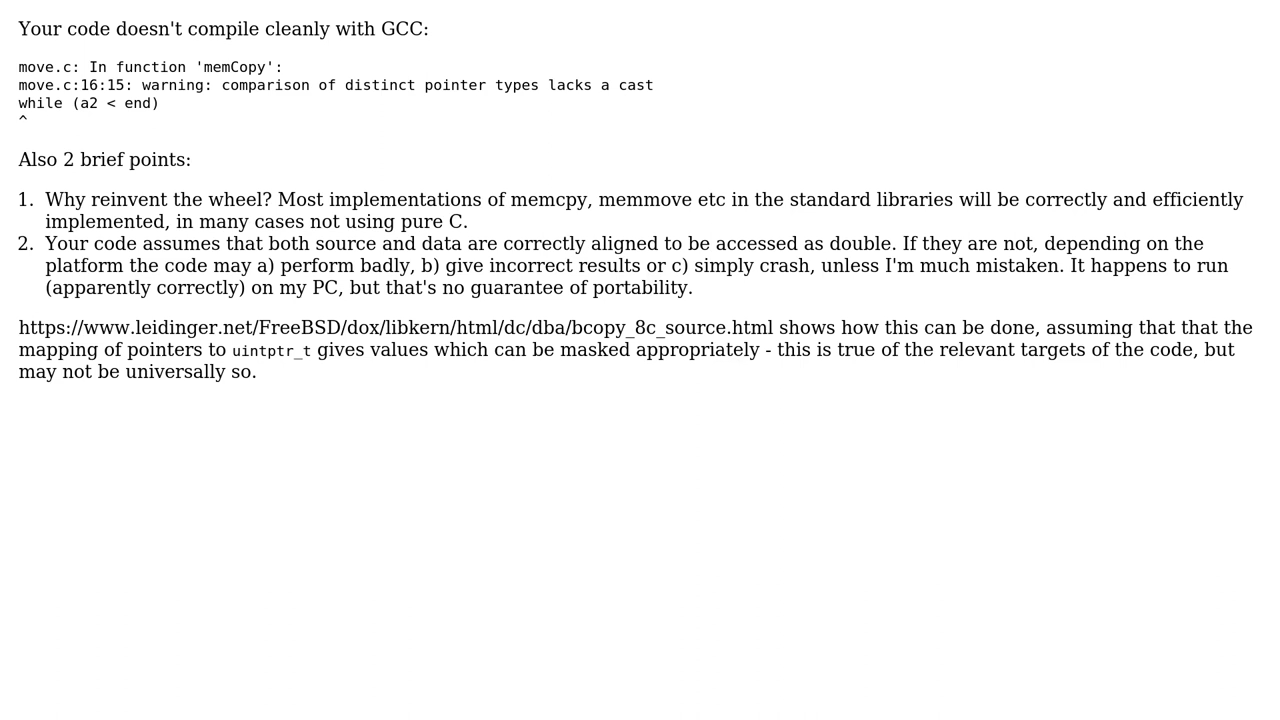 Your code doesn't compile cleanly with GCC:
move.c: In function 'memCopy':
move.c:16:15: warning: comparison of distinct pointer types lacks a cast
while (a2 < end)
^
Also 2 brief points:
1. Why reinvent the wheel? Most implementations of memcpy, memmove etc in the standard libraries will be correctly and efficiently
implemented, in many cases not using pure C.
2. Your code assumes that both source and data are correctly aligned to be accessed as double. If they are not, depending on the
platform the code may a) perform badly, b) give incorrect results or c) simply crash, unless I'm much mistaken. It happens to run
(apparently correctly) on my PC, but that's no guarantee of portability.
https://www.leidinger.net/FreeBSD/dox/libkern/html/dc/dba/bcopy_8c_source.html shows how this can be done, assuming that that the
mapping of pointers to uintptr_t gives values which can be masked appropriately - this is true of the relevant targets of the code, but
may not be universally so.